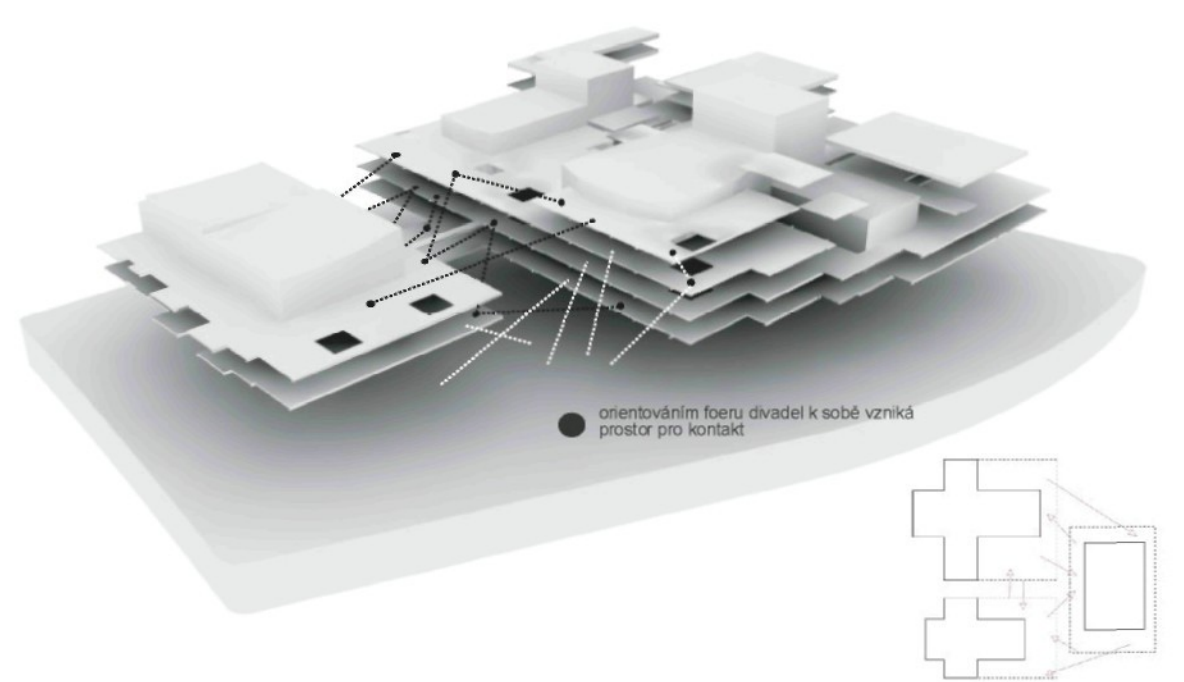 orientováním foeru divadel k sobě vzniká
prostor pro kontakt